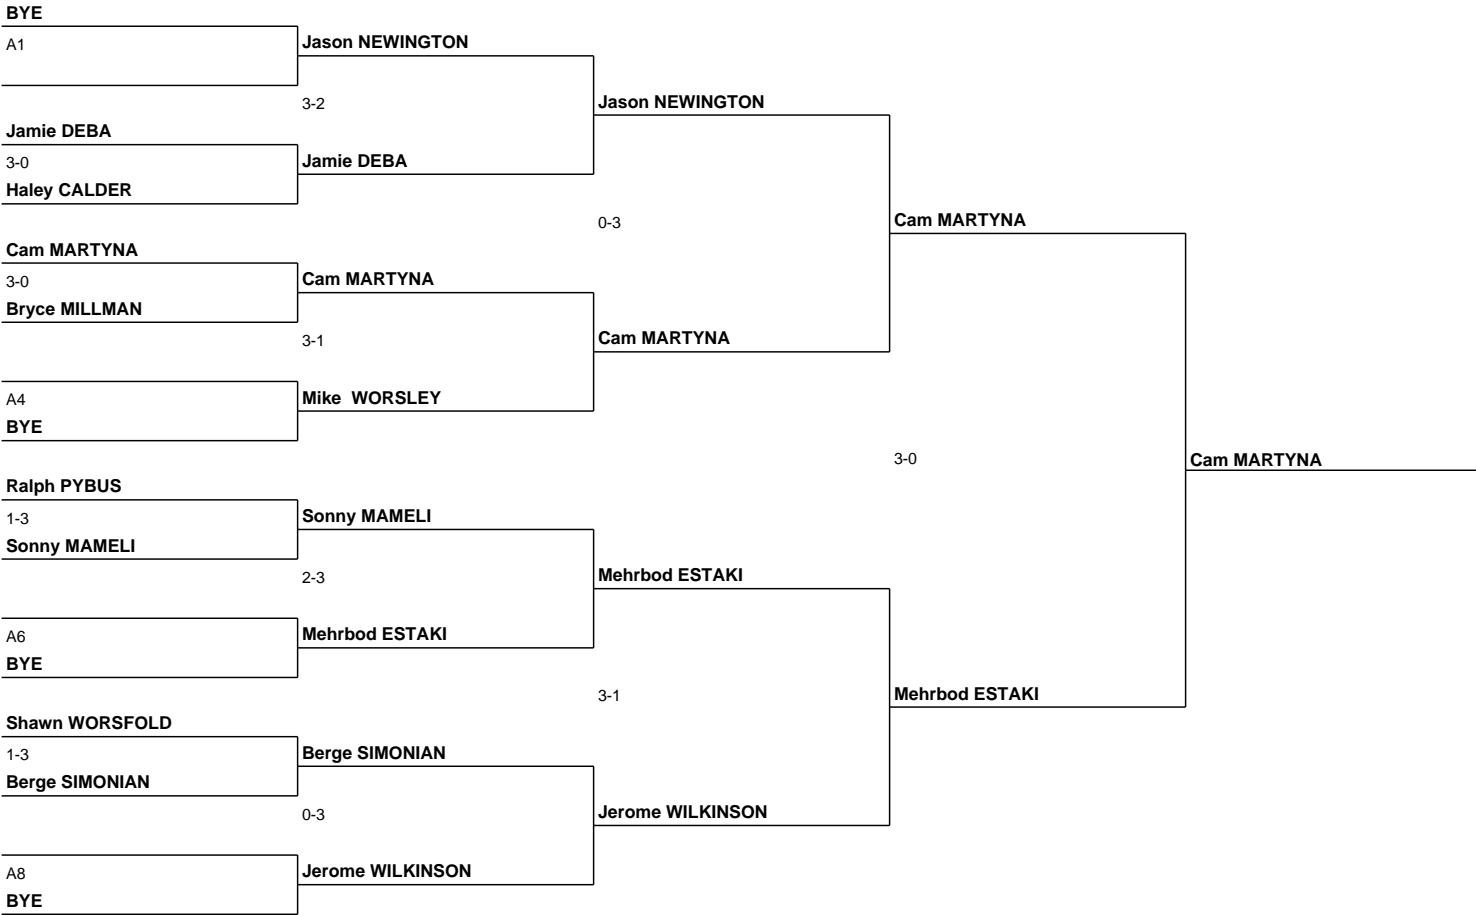 BYE
A1
Jason NEWINGTON
3-2
Jason NEWINGTON
Jamie DEBA
3-0
Jamie DEBA
Haley CALDER
0-3
Cam MARTYNA
Cam MARTYNA
3-0
Cam MARTYNA
Bryce MILLMAN
3-1
Cam MARTYNA
A4
Mike  WORSLEY
BYE
3-0
Cam MARTYNA
Ralph PYBUS
1-3
Sonny MAMELI
Sonny MAMELI
2-3
Mehrbod ESTAKI
A6
Mehrbod ESTAKI
BYE
3-1
Mehrbod ESTAKI
Shawn WORSFOLD
1-3
Berge SIMONIAN
Berge SIMONIAN
0-3
Jerome WILKINSON
A8
Jerome WILKINSON
BYE